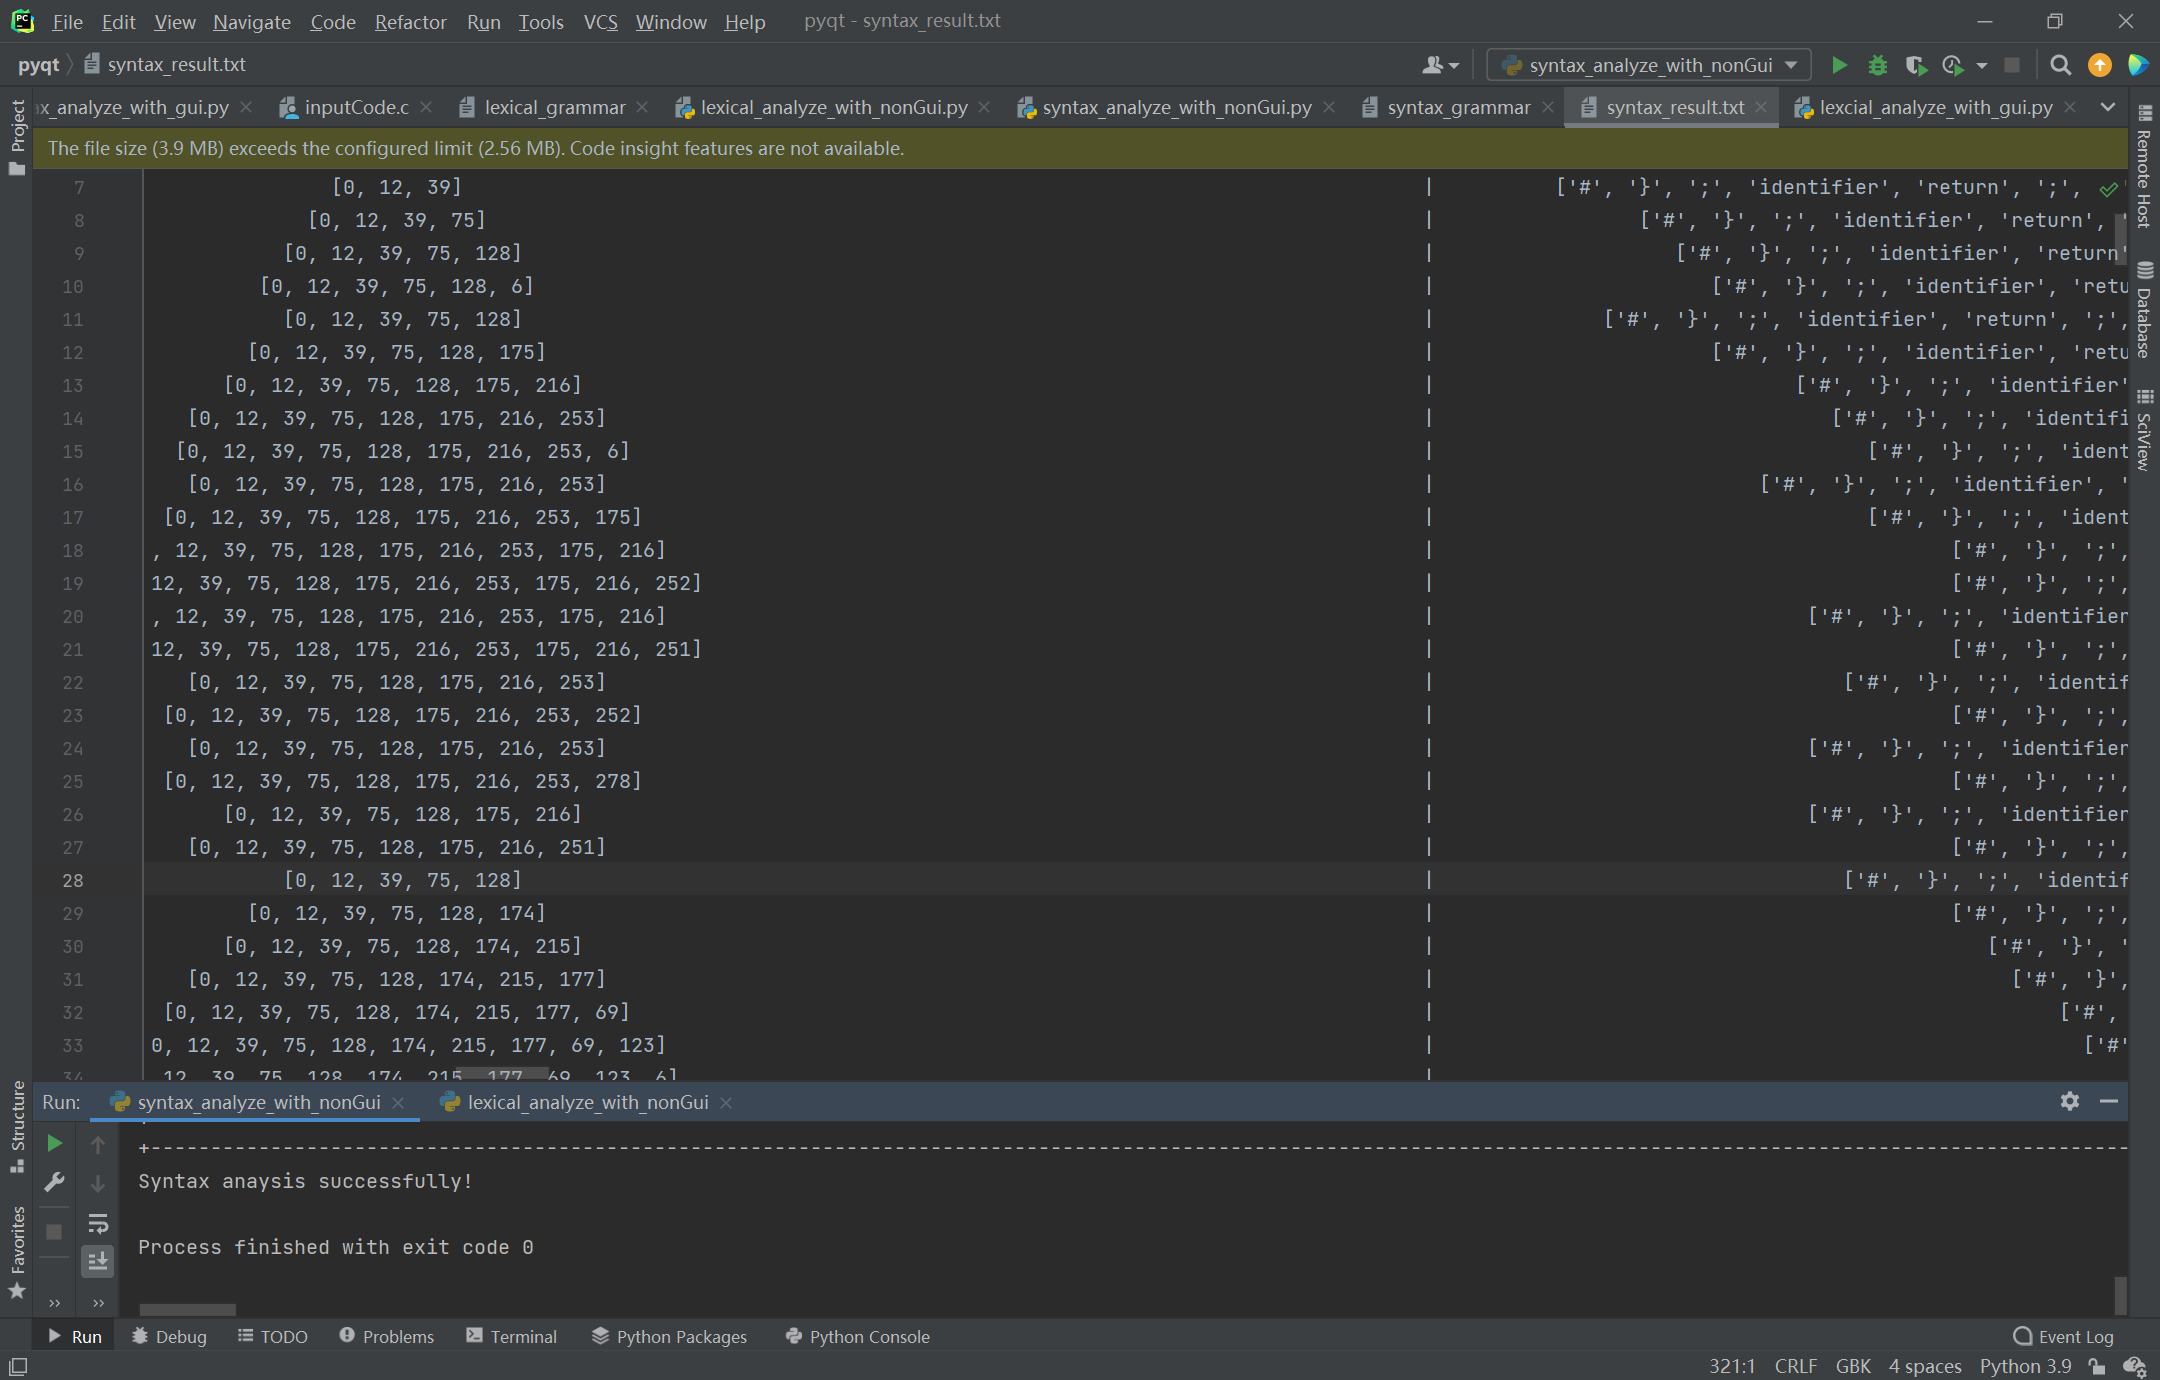 File Edit View Navigate Code Refactor Run Tools VCS Window Help pyqt - syntax_result.txt
pyqt syntax_result.txt syntax_analyze_with_nonGui
ax_analyze_with_gui.py inputCode.c lexical_grammar lexical_analyze_with_nonGui.py syntax_analyze_with_nonGui.py syntax_grammar syntax_result.txt lexcial_analyze_with_gui.py
The file size (3.9 MB) exceeds the configured limit (2.56 MB). Code insight features are not available.
7 [0, 12, 39] | ['#', '}', ';', 'identifier', 'return', ';',
8 [0, 12, 39, 75] | ['#', '}', ';', 'identifier', 'return', '
9 [0, 12, 39, 75, 128] | ['#', '}', ';', 'identifier', 'return'
10 [0, 12, 39, 75, 128, 6] | ['#', '}', ';', 'identifier', 'retu
11 [0, 12, 39, 75, 128] | ['#', '}', ';', 'identifier', 'return', ';',
12 [0, 12, 39, 75, 128, 175] | ['#', '}', ';', 'identifier', 'retu
13 [0, 12, 39, 75, 128, 175, 216] | ['#', '}', ';', 'identifier'
14 [0, 12, 39, 75, 128, 175, 216, 253] | ['#', '}', ';', 'identifi
15 [0, 12, 39, 75, 128, 175, 216, 253, 6] | ['#', '}', ';', 'ident
16 [0, 12, 39, 75, 128, 175, 216, 253] | ['#', '}', ';', 'identifier', '
17 [0, 12, 39, 75, 128, 175, 216, 253, 175] | ['#', '}', ';', 'ident
18 , 12, 39, 75, 128, 175, 216, 253, 175, 216] | ['#', '}', ';',
19 12, 39, 75, 128, 175, 216, 253, 175, 216, 252] | ['#', '}', ';',
20 , 12, 39, 75, 128, 175, 216, 253, 175, 216] | ['#', '}', ';', 'identifier
21 12, 39, 75, 128, 175, 216, 253, 175, 216, 251] | ['#', '}', ';',
22 [0, 12, 39, 75, 128, 175, 216, 253] | ['#', '}', ';', 'identif
23 [0, 12, 39, 75, 128, 175, 216, 253, 252] | ['#', '}', ';',
24 [0, 12, 39, 75, 128, 175, 216, 253] | ['#', '}', ';', 'identifier
25 [0, 12, 39, 75, 128, 175, 216, 253, 278] | ['#', '}', ';',
26 [0, 12, 39, 75, 128, 175, 216] | ['#', '}', ';', 'identifier
27 [0, 12, 39, 75, 128, 175, 216, 251] | ['#', '}', ';',
28 [0, 12, 39, 75, 128] | ['#', '}', ';', 'identif
29 [0, 12, 39, 75, 128, 174] | ['#', '}', ';',
30 [0, 12, 39, 75, 128, 174, 215] | ['#', '}', '
31 [0, 12, 39, 75, 128, 174, 215, 177] | ['#', '}',
32 [0, 12, 39, 75, 128, 174, 215, 177, 69] | ['#',
33 0, 12, 39, 75, 128, 174, 215, 177, 69, 123] | ['#'
34 12, 39, 75, 128, 174, 215, 177, 69, 123, 6] |
Run: syntax_analyze_with_nonGui lexical_analyze_with_nonGui
Syntax anaysis successfully!
Process finished with exit code 0
Run Debug TODO Problems Terminal Python Packages Python Console Event Log
321:1 CRLF GBK 4 spaces Python 3.9
Project
Structure
Favorites
Remote Host
Database
SciView